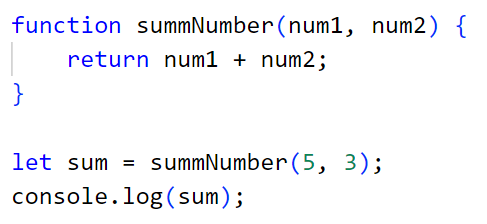 function summNumber(num1, num2) {
    return num1 + num2;
}
let sum = summNumber(5, 3);
console.log(sum);